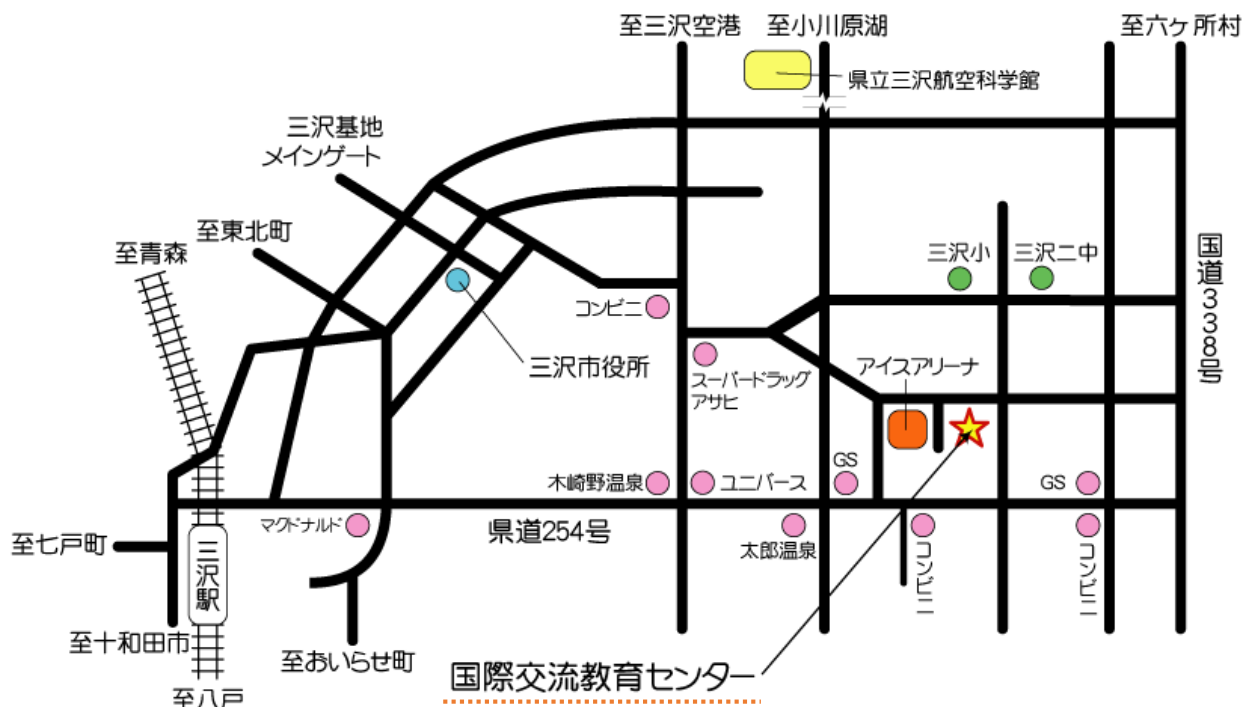 至三沢空港
至小川原湖
至六ヶ所村
県立三沢航空科学館
三沢基地
メインゲート
至東北町
至青森
三沢小
三沢二中
国道338号
コンビニ
三沢市役所
スーパードラッグ
アサヒ
アイスアリーナ
GS
木崎野温泉
ユニバース
GS
マクドナルド
県道254号
太郎温泉
コンビニ
コンビニ
至七戸町
三沢駅
至十和田市
至おいらせ町
国際交流教育センター
至八戸